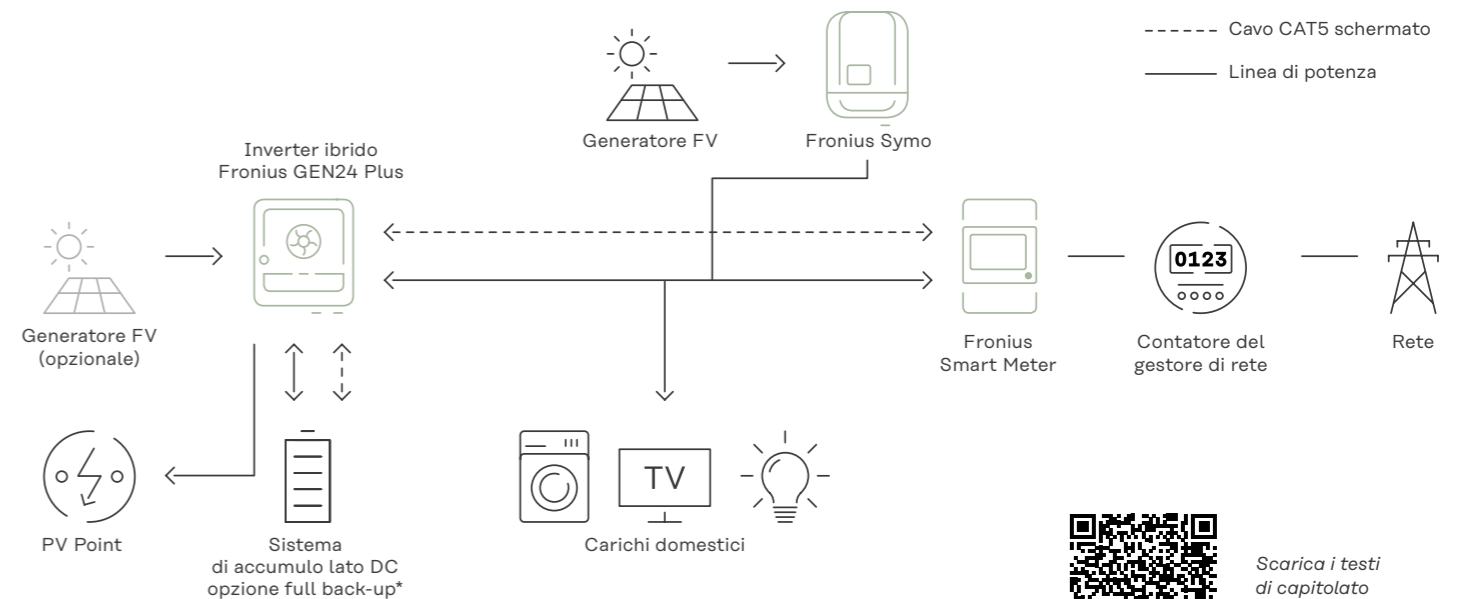 Cavo CAT5 schermato
Linea di potenza
Generatore FV
Fronius Symo
Inverter ibrido
Fronius GEN24 Plus
0123
Generatore FV
(opzionale)
Fronius
Smart Meter
Contatore del
gestore di rete
Rete
TV
PV Point
Sistema
di accumulo lato DC
opzione full back-up*
Carichi domestici
Scarica i testi
di capitolato